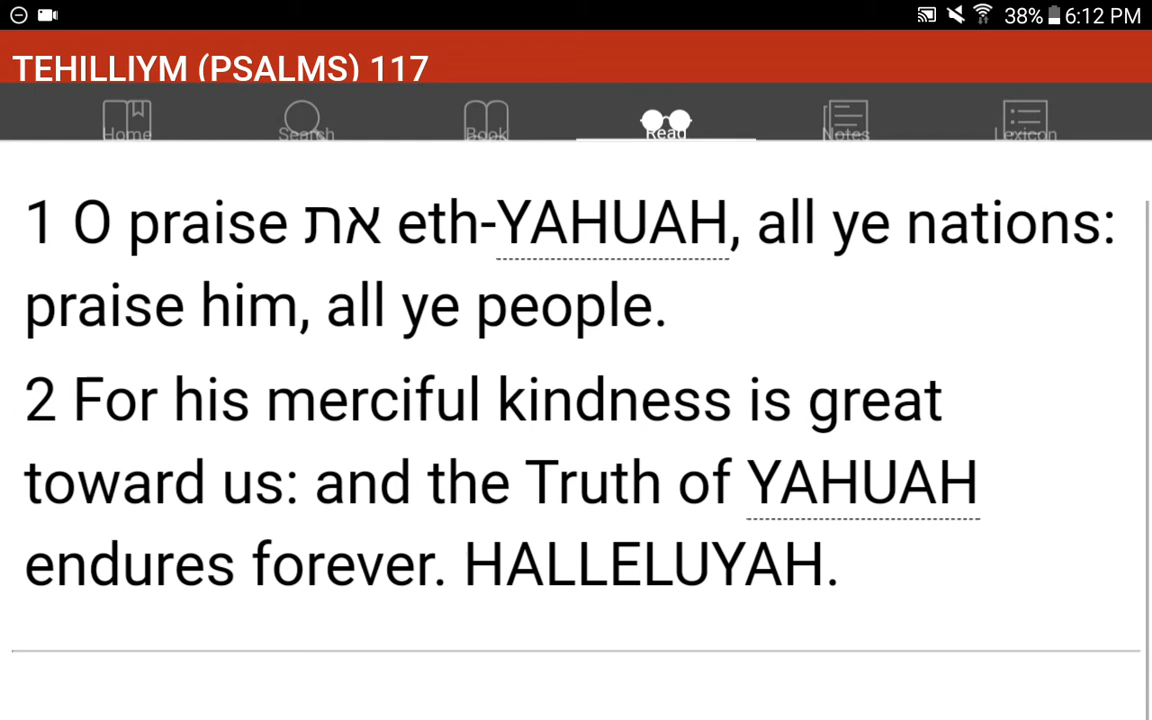 38% 6:12 PM
TEHILLIYM (PSALMS) 117
Home Search Book Read Notes Lexicon
1 O praise את eth-YAHUAH, all ye nations:
praise him, all ye people.
2 For his merciful kindness is great
toward us: and the Truth of YAHUAH
endures forever. HALLELUYAH.